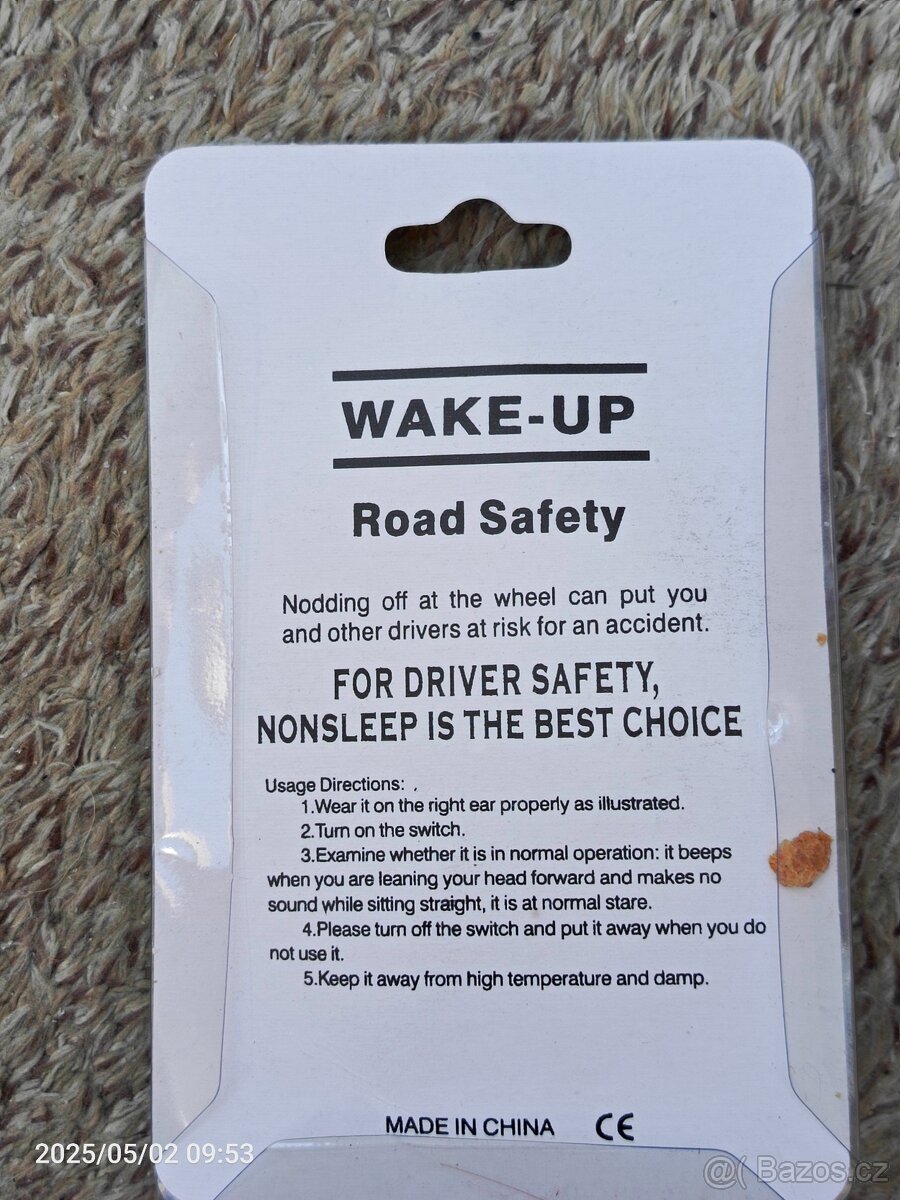 WAKE-UP
Road Safety
Nodding off at the wheel can put you
and other drivers at risk for an accident.
FOR DRIVER SAFETY,
NONSLEEP IS THE BEST CHOICE
Usage Directions: .
1.Wear it on the right ear properly as illustrated.
2.Turn on the switch.
3.Examine whether it is in normal operation: it beeps
when you are leaning your head forward and makes no
sound while sitting straight, it is at normal stare.
4.Please turn off the switch and put it away when you do
not use it.
5.Keep it away from high temperature and damp.
MADE IN CHINA CE
2025/05/02 09:53
@( Bazos.cz